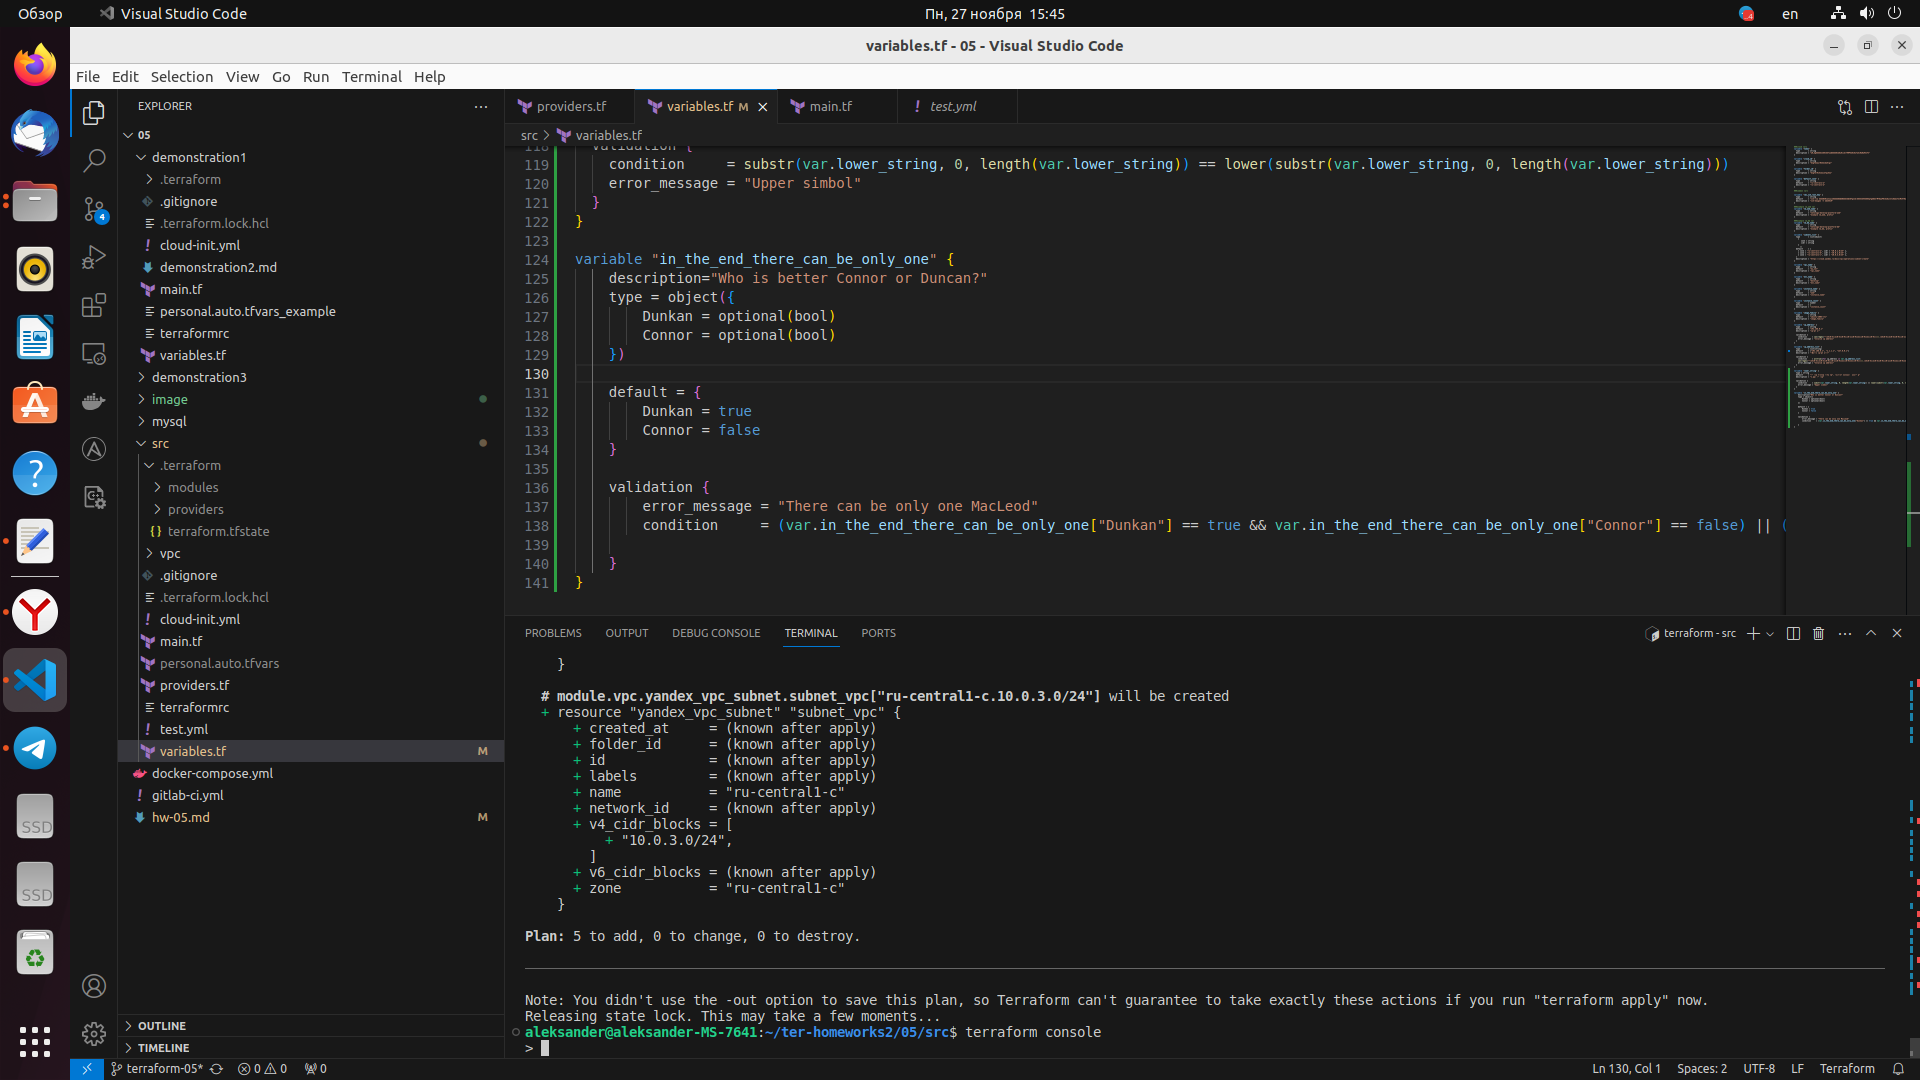 Обзор
Visual Studio Code
Пн, 27 ноября 15:45
en
variables.tf - 05 - Visual Studio Code
File Edit Selection View Go Run Terminal Help
EXPLORER
05
demonstration1
.terraform
.gitignore
.terraform.lock.hcl
cloud-init.yml
demonstration2.md
main.tf
personal.auto.tfvars_example
terraformrc
variables.tf
demonstration3
image
mysql
src
.terraform
modules
providers
terraform.tfstate
vpc
.gitignore
.terraform.lock.hcl
cloud-init.yml
main.tf
personal.auto.tfvars
providers.tf
terraformrc
test.yml
variables.tf M
docker-compose.yml
gitlab-ci.yml
hw-05.md M
OUTLINE
TIMELINE
4
SSD
SSD
providers.tf
variables.tf M
main.tf
test.yml
src > variables.tf
118 validation {
119 condition     = substr(var.lower_string, 0, length(var.lower_string)) == lower(substr(var.lower_string, 0, length(var.lower_string)))
120 error_message = "Upper simbol"
121 }
122 }
123
124 variable "in_the_end_there_can_be_only_one" {
125 description="Who is better Connor or Duncan?"
126 type = object({
127 Dunkan = optional(bool)
128 Connor = optional(bool)
129 })
130
131 default = {
132 Dunkan = true
133 Connor = false
134 }
135
136 validation {
137 error_message = "There can be only one MacLeod"
138 condition     = (var.in_the_end_there_can_be_only_one["Dunkan"] == true && var.in_the_end_there_can_be_only_one["Connor"] == false) || (
139
140 }
141 }
PROBLEMS OUTPUT DEBUG CONSOLE TERMINAL PORTS
terraform - src
}
# module.vpc.yandex_vpc_subnet.subnet_vpc["ru-central1-c.10.0.3.0/24"] will be created
+ resource "yandex_vpc_subnet" "subnet_vpc" {
+ created_at     = (known after apply)
+ folder_id      = (known after apply)
+ id             = (known after apply)
+ labels         = (known after apply)
+ name           = "ru-central1-c"
+ network_id     = (known after apply)
+ v4_cidr_blocks = [
+ "10.0.3.0/24",
]
+ v6_cidr_blocks = (known after apply)
+ zone           = "ru-central1-c"
}
Plan: 5 to add, 0 to change, 0 to destroy.
Note: You didn't use the -out option to save this plan, so Terraform can't guarantee to take exactly these actions if you run "terraform apply" now.
Releasing state lock. This may take a few moments...
aleksander@aleksander-MS-7641:~/ter-homeworks2/05/src$ terraform console
>
terraform-05* 0 0 0
Ln 130, Col 1 Spaces: 2 UTF-8 LF Terraform